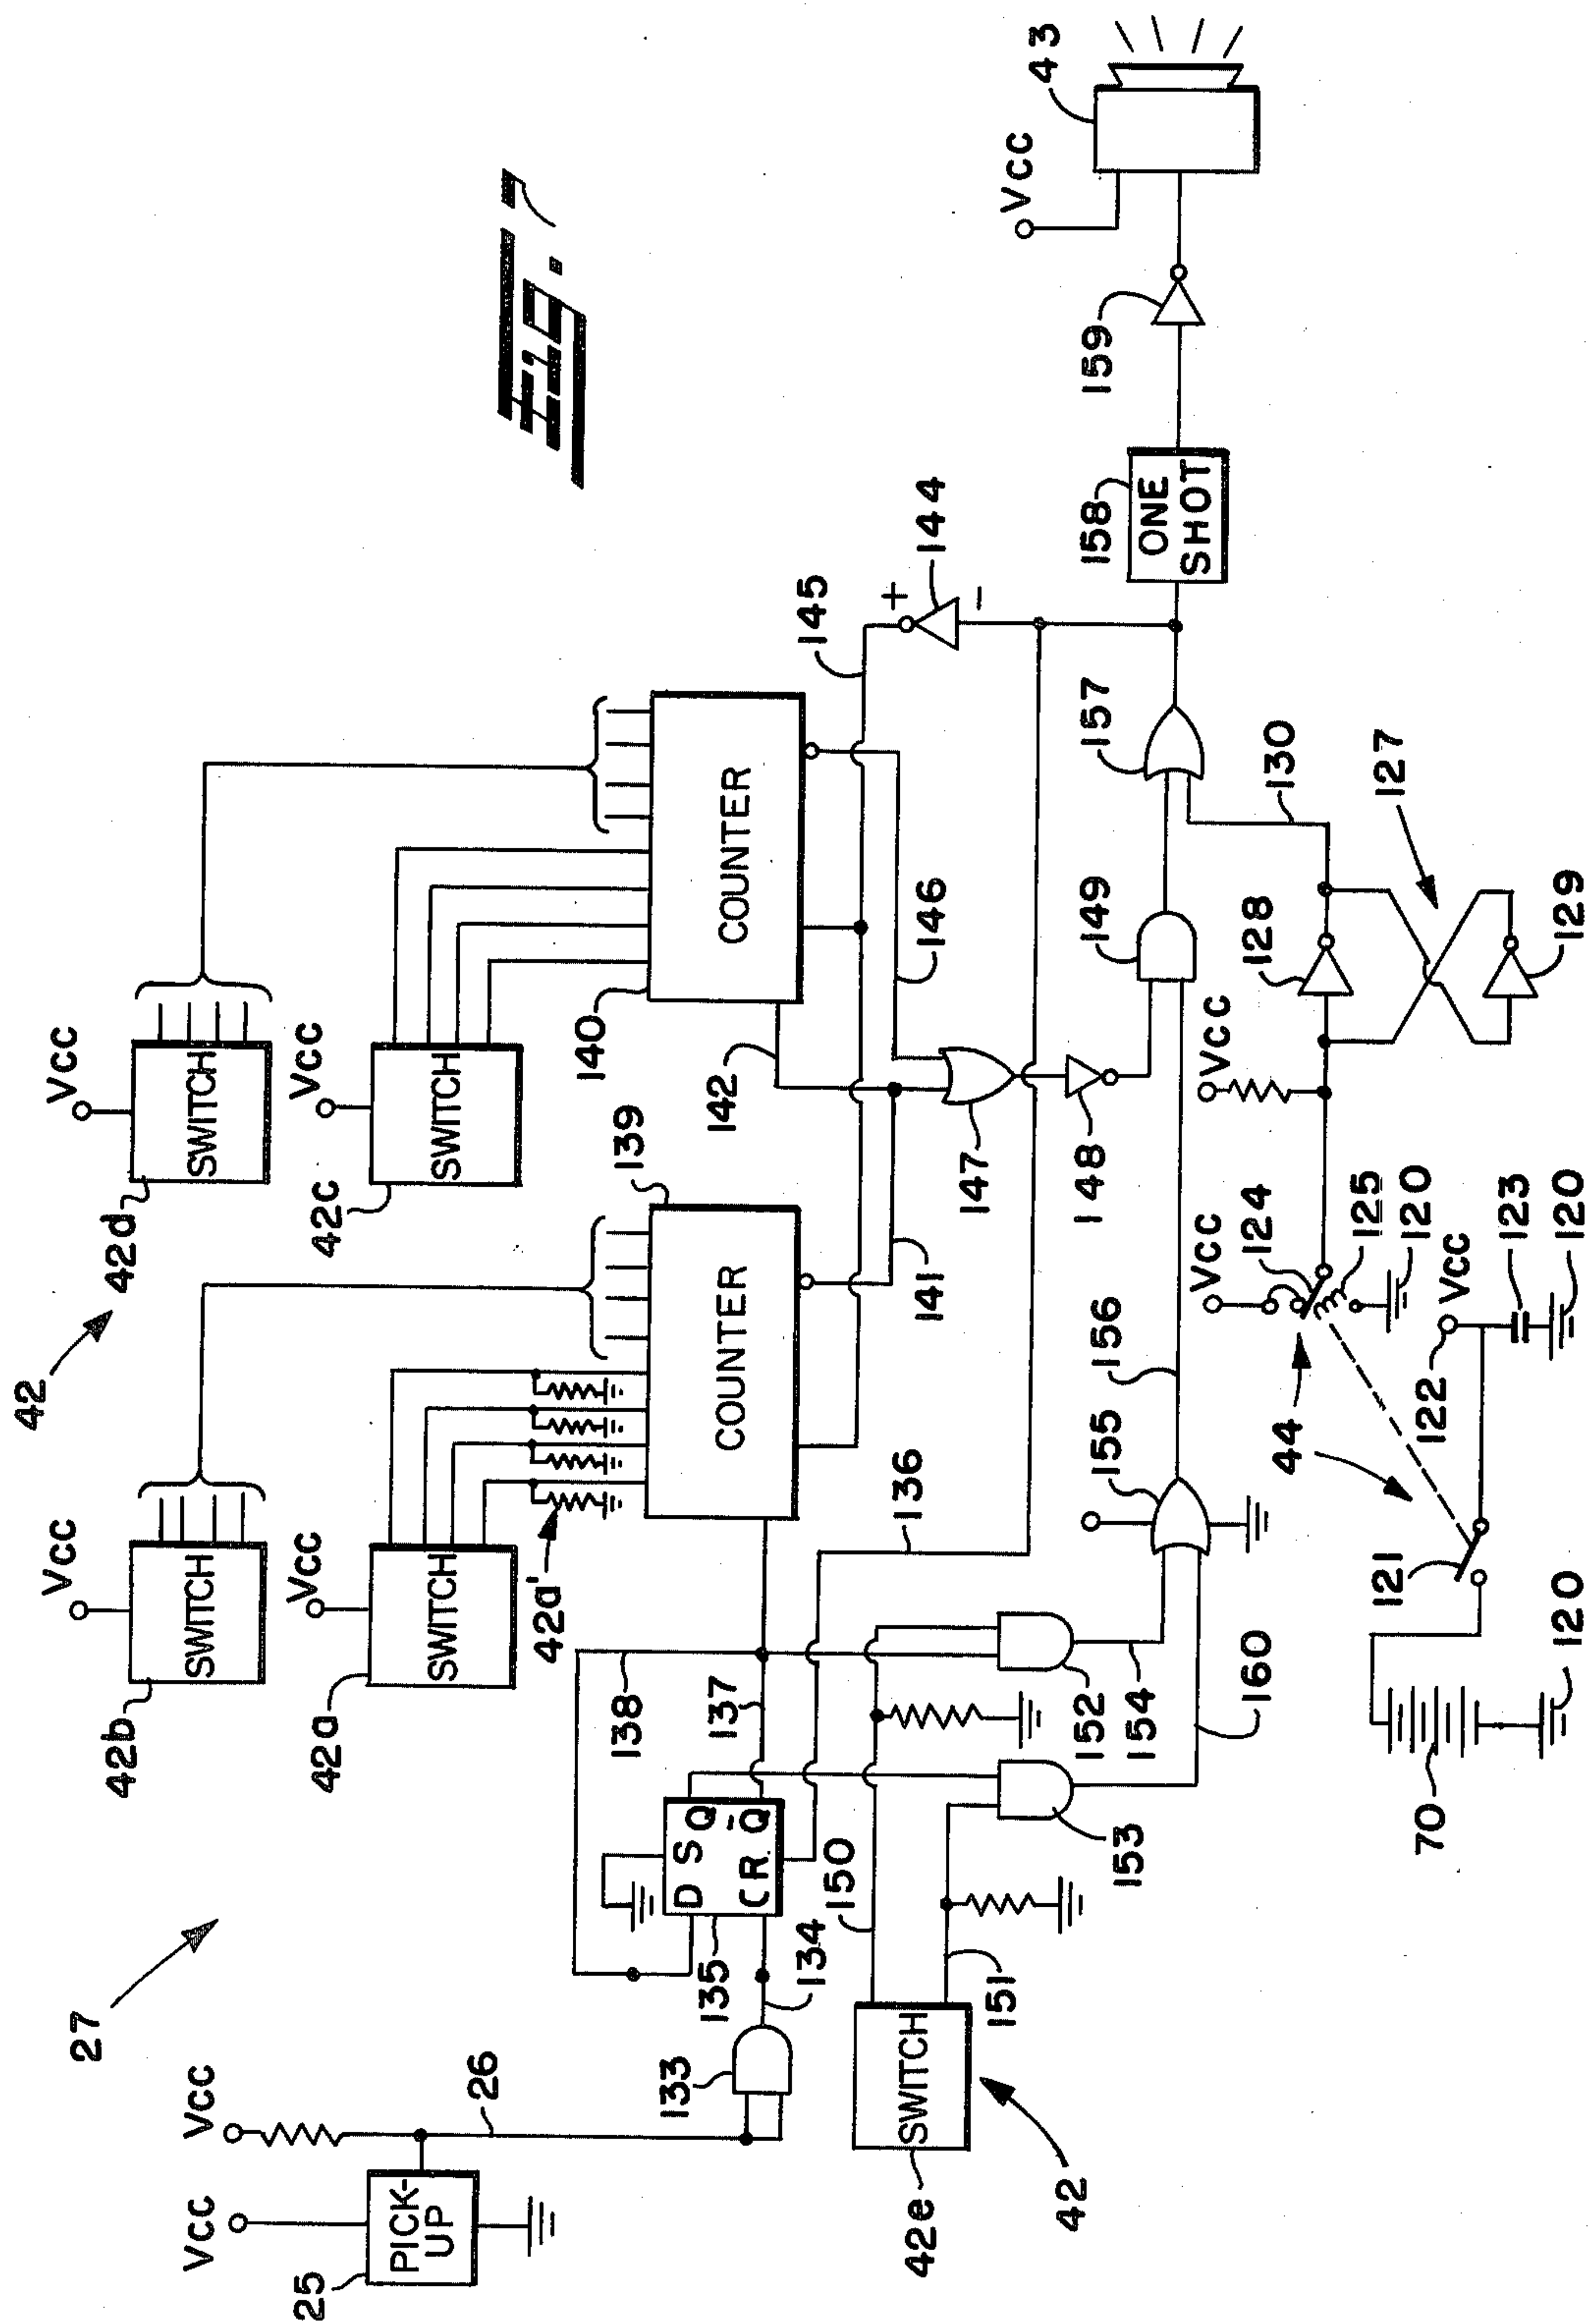 Fig. 7
27
42
42d
Vcc
SWITCH
42b
Vcc
SWITCH
42c
Vcc
SWITCH
42a
Vcc
SWITCH
42a'
Vcc
Vcc
25
PICK-
UP
26
133
134
135
D S Q
C R. Q̄
138
137
136
139
COUNTER
140
COUNTER
141
142
145
+
144
-
146
147
148
149
42e
SWITCH
42
150
151
152
153
154
155
156
160
157
158
ONE
SHOT
159
Vcc
43
130
127
128
129
Vcc
Vcc
124
125
120
44
Vcc
122
123
120
121
70
120